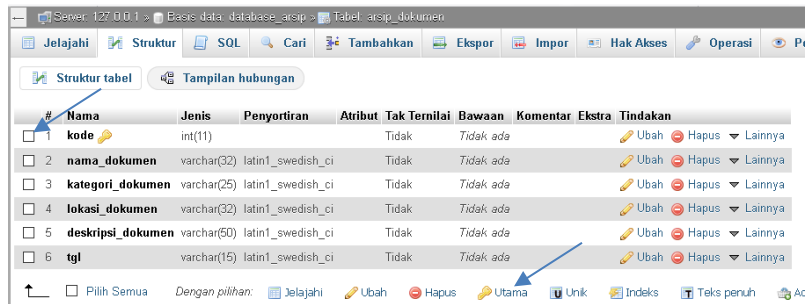 Server: 127.0.0.1 » Basis data: database_arsip » Tabel: arsip_dokumen
Jelajahi Struktur SQL Cari Tambahkan Ekspor Impor Hak Akses Operasi
Struktur tabel Tampilan hubungan
# Nama Jenis Penyortiran Atribut Tak Ternilai Bawaan Komentar Ekstra Tindakan
1 kode int(11) Tidak Tidak ada Ubah Hapus Lainnya
2 nama_dokumen varchar(32) latin1_swedish_ci Tidak Tidak ada Ubah Hapus Lainnya
3 kategori_dokumen varchar(25) latin1_swedish_ci Tidak Tidak ada Ubah Hapus Lainnya
4 lokasi_dokumen varchar(32) latin1_swedish_ci Tidak Tidak ada Ubah Hapus Lainnya
5 deskripsi_dokumen varchar(50) latin1_swedish_ci Tidak Tidak ada Ubah Hapus Lainnya
6 tgl varchar(15) latin1_swedish_ci Tidak Tidak ada Ubah Hapus Lainnya
Pilih Semua Dengan pilihan: Jelajahi Ubah Hapus Utama Unik Indeks Teks penuh